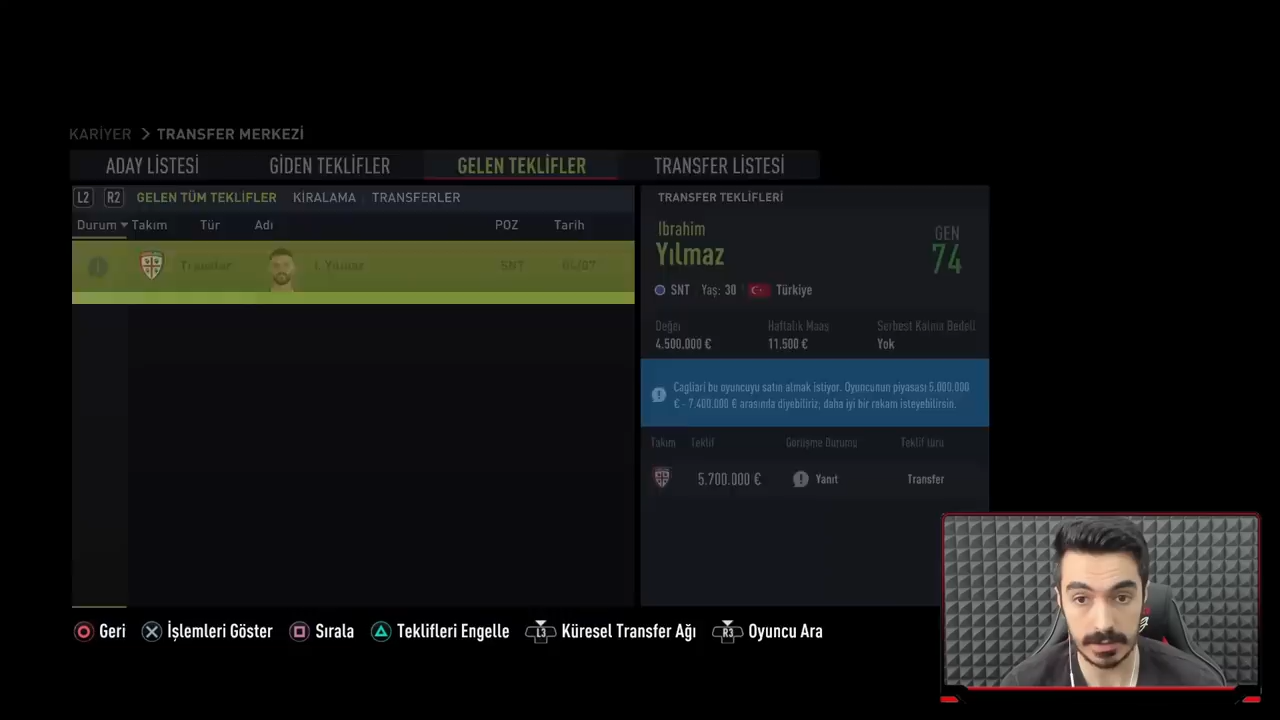 KARİYER > TRANSFER MERKEZİ
ADAY LİSTESİ GİDEN TEKLİFLER GELEN TEKLİFLER TRANSFER LİSTESİ
L2 R2 GELEN TÜM TEKLİFLER KİRALAMA TRANSFERLER
Durum Takım Tür Adı POZ Tarih
Transfer İ. Yılmaz SNT
TRANSFER TEKLİFLERİ
Ibrahim
Yılmaz
GEN
74
SNT Yaş: 30 Türkiye
Değer Haftalık Maaş Serbest Kalma Bedeli
4.500.000 € 11.500 € Yok
Cagliari bu oyuncuyu satın almak istiyor. Oyuncunun piyasası 5.000.000
€ - 7.400.000 € arasında diyebiliriz, daha iyi bir rakam isteyebilirsin.
Takım Teklif Görüşme Durumu Teklif türü
5.700.000 € Yanıt Transfer
Geri İşlemleri Göster Sırala Teklifleri Engelle L3 Küresel Transfer Ağı R3 Oyuncu Ara